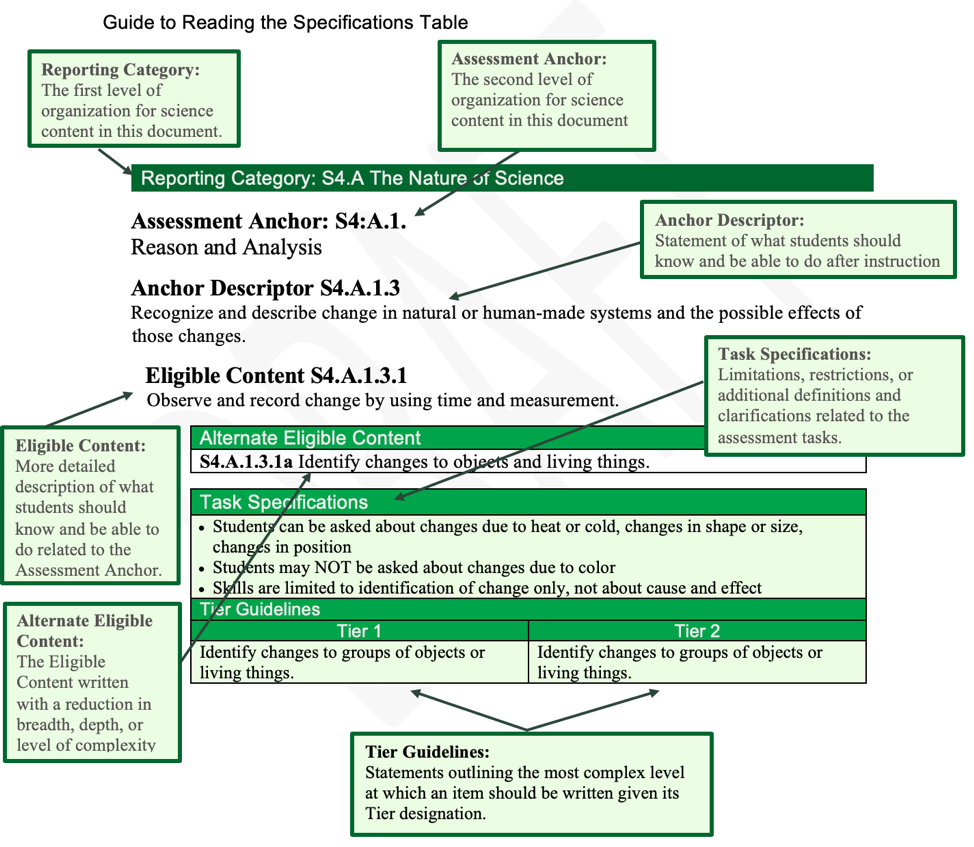 Guide to Reading the Specifications Table
Reporting Category:
The first level of
organization for science
content in this document.
Assessment Anchor:
The second level of
organization for science
content in this document
Reporting Category: S4.A The Nature of Science
Assessment Anchor: S4:A.1.
Reason and Analysis
Anchor Descriptor:
Statement of what students should
know and be able to do after instruction
Anchor Descriptor S4.A.1.3
Recognize and describe change in natural or human-made systems and the possible effects of
those changes.
Task Specifications:
Limitations, restrictions, or
additional definitions and
clarifications related to the
assessment tasks.
Eligible Content S4.A.1.3.1
Observe and record change by using time and measurement.
Eligible Content:
More detailed
description of what
students should
know and be able to
do related to the
Assessment Anchor.
Alternate Eligible Content
S4.A.1.3.1a Identify changes to objects and living things.
Task Specifications
• Students can be asked about changes due to heat or cold, changes in shape or size,
changes in position
• Students may NOT be asked about changes due to color
• Skills are limited to identification of change only, not about cause and effect
Tier Guidelines
Tier 1
Tier 2
Identify changes to groups of objects or
living things.
Identify changes to groups of objects or
living things.
Alternate Eligible
Content:
The Eligible
Content written
with a reduction in
breadth, depth, or
level of complexity
Tier Guidelines:
Statements outlining the most complex level
at which an item should be written given its
Tier designation.
DRAFT